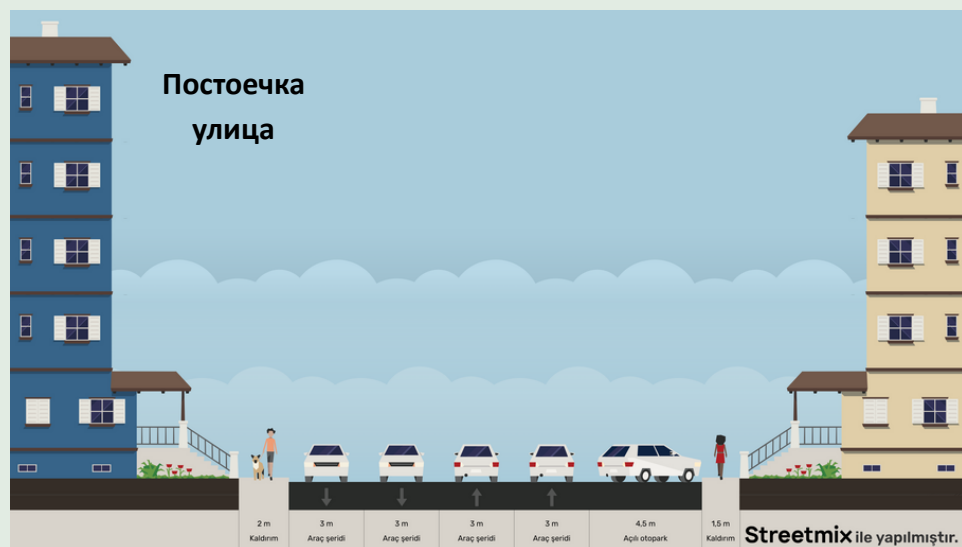 Постоечка
улица
2 m
Kaldırım
3 m
Araç şeridi
3 m
Araç şeridi
3 m
Araç şeridi
3 m
Araç şeridi
4,5 m
Açılı otopark
1,5 m
Kaldırım
Streetmix ile yapılmıştır.